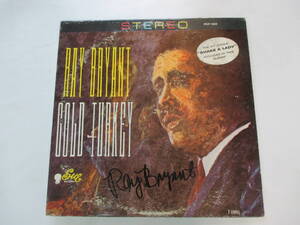 STEREO
RAY BRYANT
"SHAKE A LADY"
COLD TURKEY
Sue
Ray Bryant